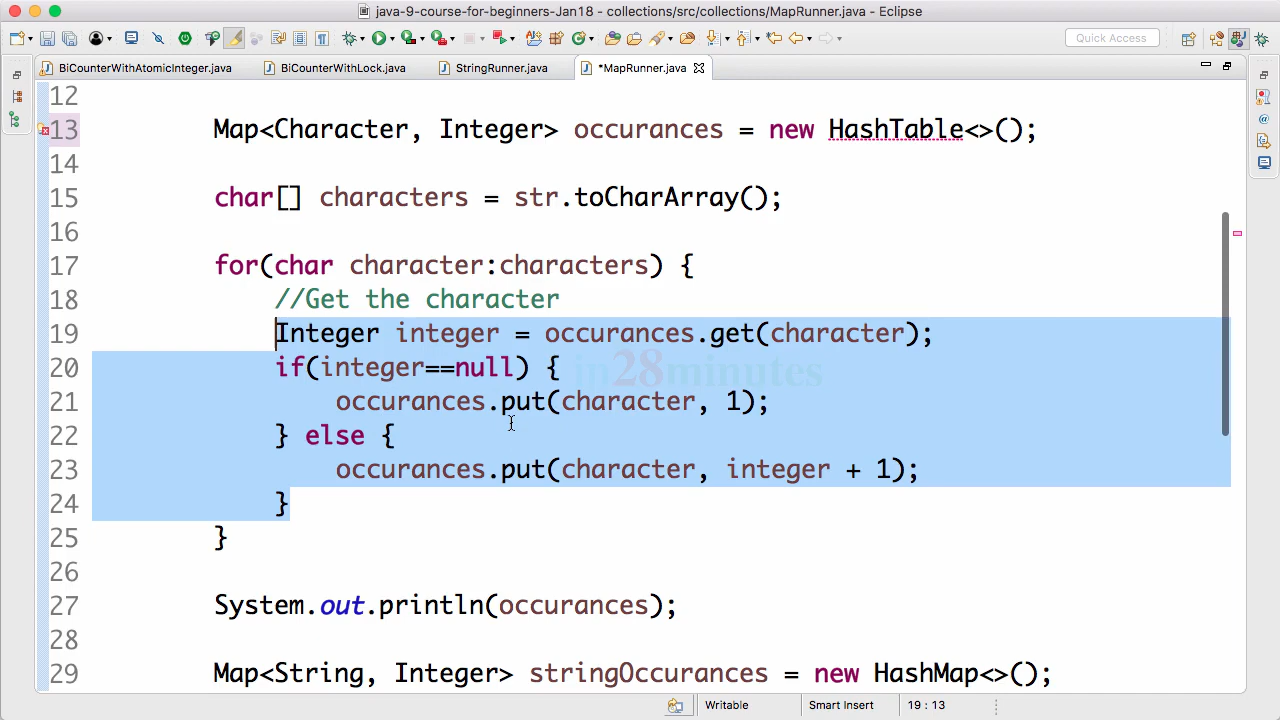 java-9-course-for-beginners-Jan18 - collections/src/collections/MapRunner.java - Eclipse
Quick Access
BiCounterWithAtomicInteger.java
BiCounterWithLock.java
StringRunner.java
*MapRunner.java
12
13 Map<Character, Integer> occurances = new HashTable<>();
14
15 char[] characters = str.toCharArray();
16
17 for(char character:characters) {
18 //Get the character
19 Integer integer = occurances.get(character);
20 if(integer==null) {
in28minutes
21 occurances.put(character, 1);
22 } else {
23 occurances.put(character, integer + 1);
24 }
25 }
26
27 System.out.println(occurances);
28
29 Map<String, Integer> stringOccurances = new HashMap<>();
Writable
Smart Insert
19 : 13